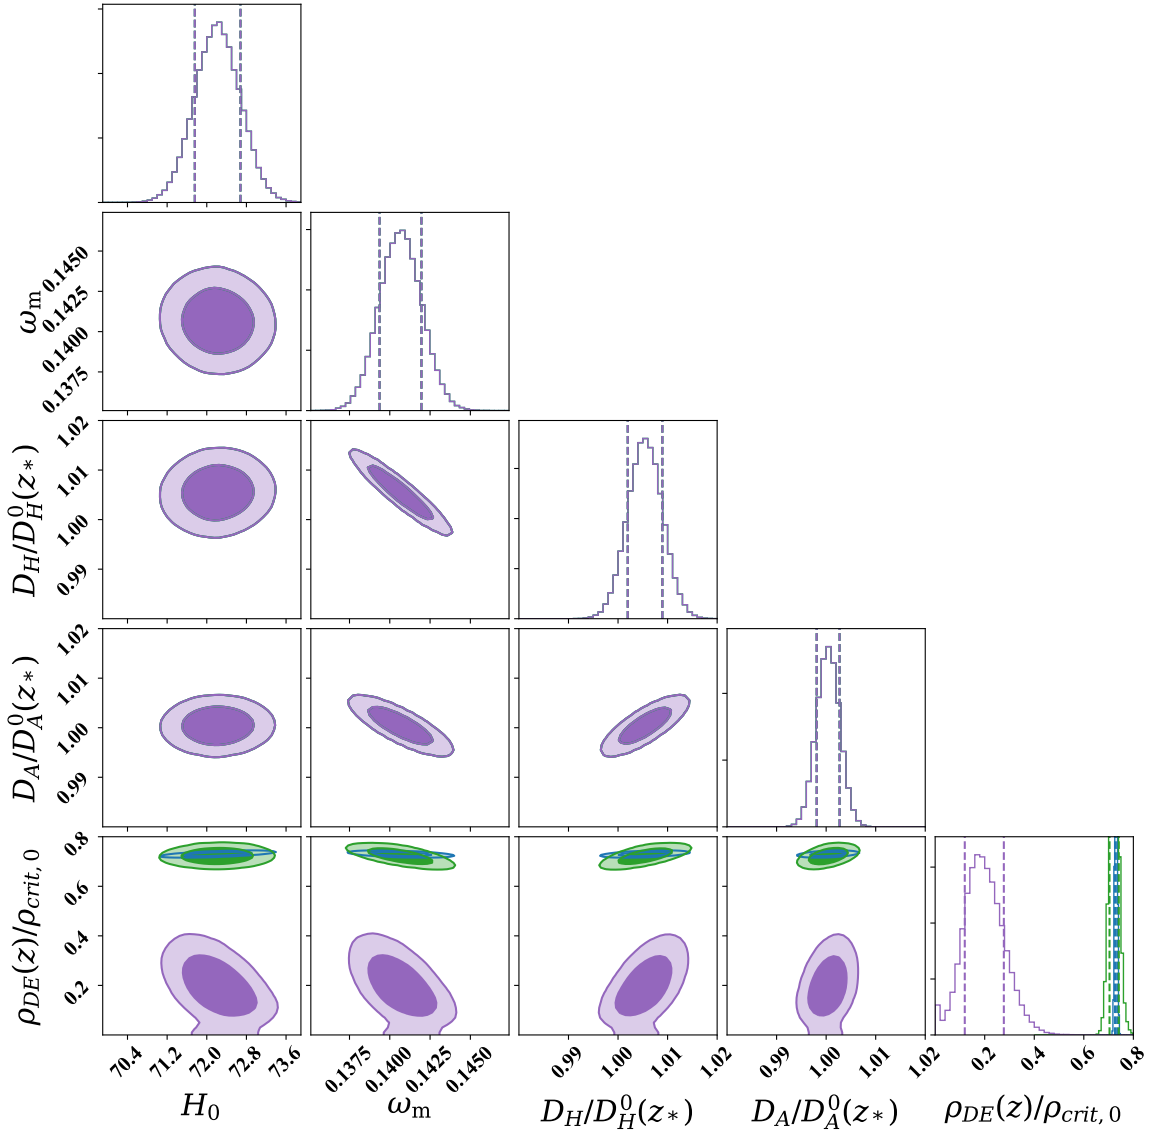 ω_m
0.1450
0.1425
0.1400
0.1375
D_H/D_H^0(z_*)
1.02
1.01
1.00
0.99
D_A/D_A^0(z_*)
1.02
1.01
1.00
0.99
ρ_DE(z)/ρ_crit, 0
0.8
0.6
0.4
0.2
70.4 71.2 72.0 72.8 73.6
0.1375 0.1400 0.1425 0.1450
0.99 1.00 1.01 1.02
0.99 1.00 1.01 1.02
0.2 0.4 0.6 0.8
H_0
ω_m
D_H/D_H^0(z_*)
D_A/D_A^0(z_*)
ρ_DE(z)/ρ_crit, 0